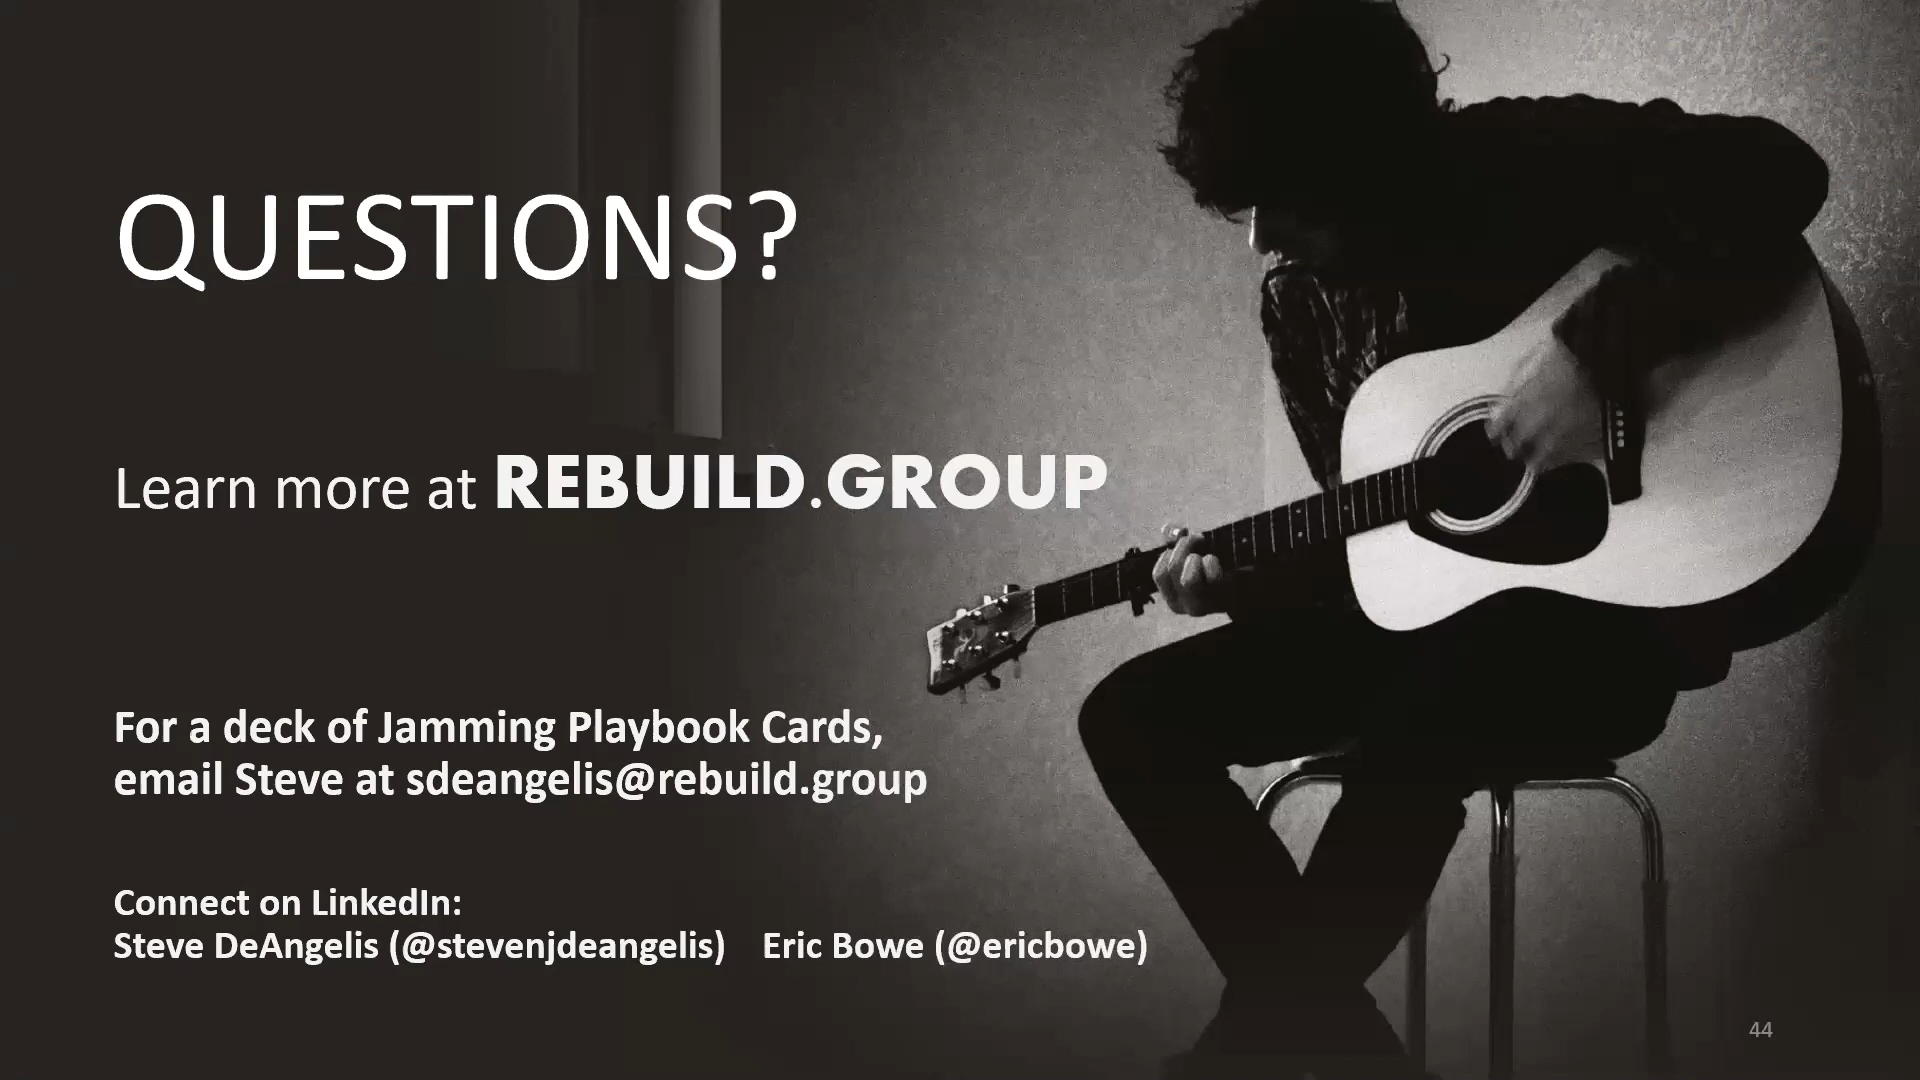 QUESTIONS?
Learn more at REBUILD.GROUP
For a deck of Jamming Playbook Cards,
email Steve at sdeangelis@rebuild.group
Connect on LinkedIn:
Steve DeAngelis (@stevenjdeangelis) Eric Bowe (@ericbowe)
44